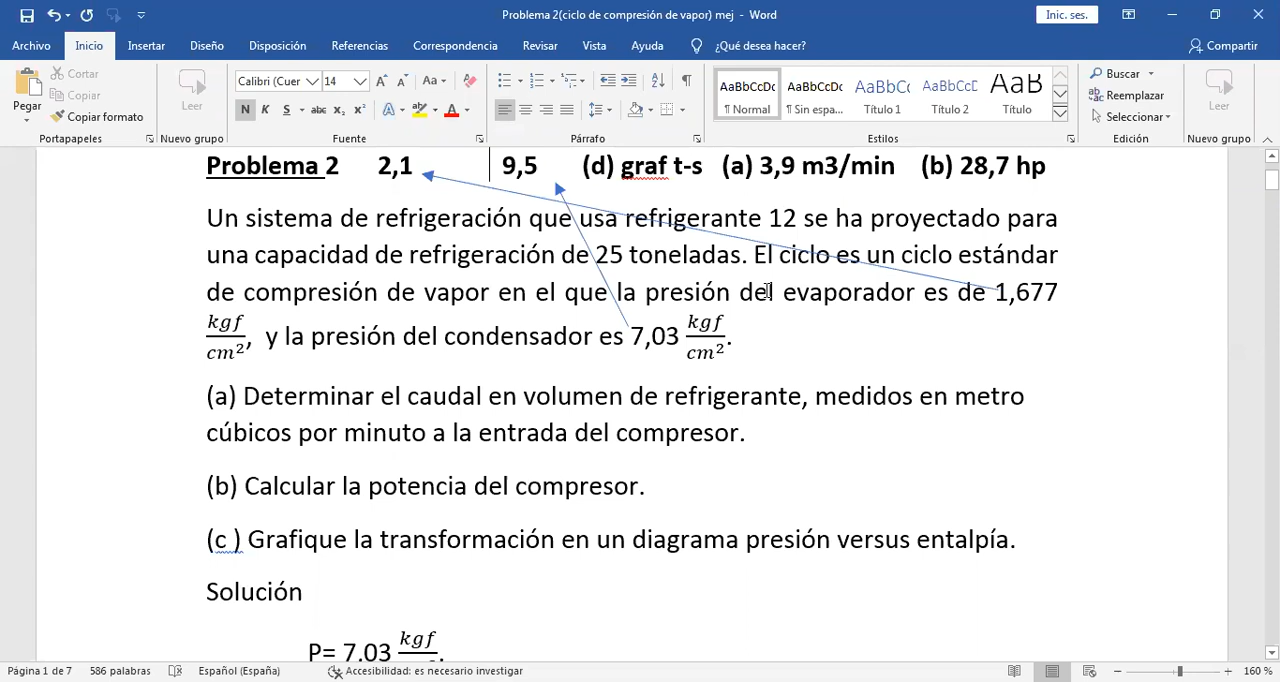 Problema 2(ciclo de compresión de vapor) mej - Word
Inic. ses.
Archivo Inicio Insertar Diseño Disposición Referencias Correspondencia Revisar Vista Ayuda ¿Qué desea hacer? Compartir
Pegar
Cortar
Copiar
Copiar formato
Leer
Calibri (Cuer 14
N K S abc x₂ x²
AaBbCcDc AaBbCcDc AaBbCc AaBbCcD AaB
¶ Normal ¶ Sin espa... Título 1 Título 2 Título
Buscar
Reemplazar
Seleccionar
Leer
Portapapeles Nuevo grupo Fuente Párrafo Estilos Edición Nuevo grupo
Problema 2 2,1 9,5 (d) graf t-s (a) 3,9 m3/min (b) 28,7 hp
Un sistema de refrigeración que usa refrigerante 12 se ha proyectado para
una capacidad de refrigeración de 25 toneladas. El ciclo es un ciclo estándar
de compresión de vapor en el que la presión del evaporador es de 1,677
kgf/cm², y la presión del condensador es 7,03 kgf/cm².
(a) Determinar el caudal en volumen de refrigerante, medidos en metro
cúbicos por minuto a la entrada del compresor.
(b) Calcular la potencia del compresor.
(c ) Grafique la transformación en un diagrama presión versus entalpía.
Solución
P= 7,03 kgf
Página 1 de 7 586 palabras Español (España) Accesibilidad: es necesario investigar 160 %